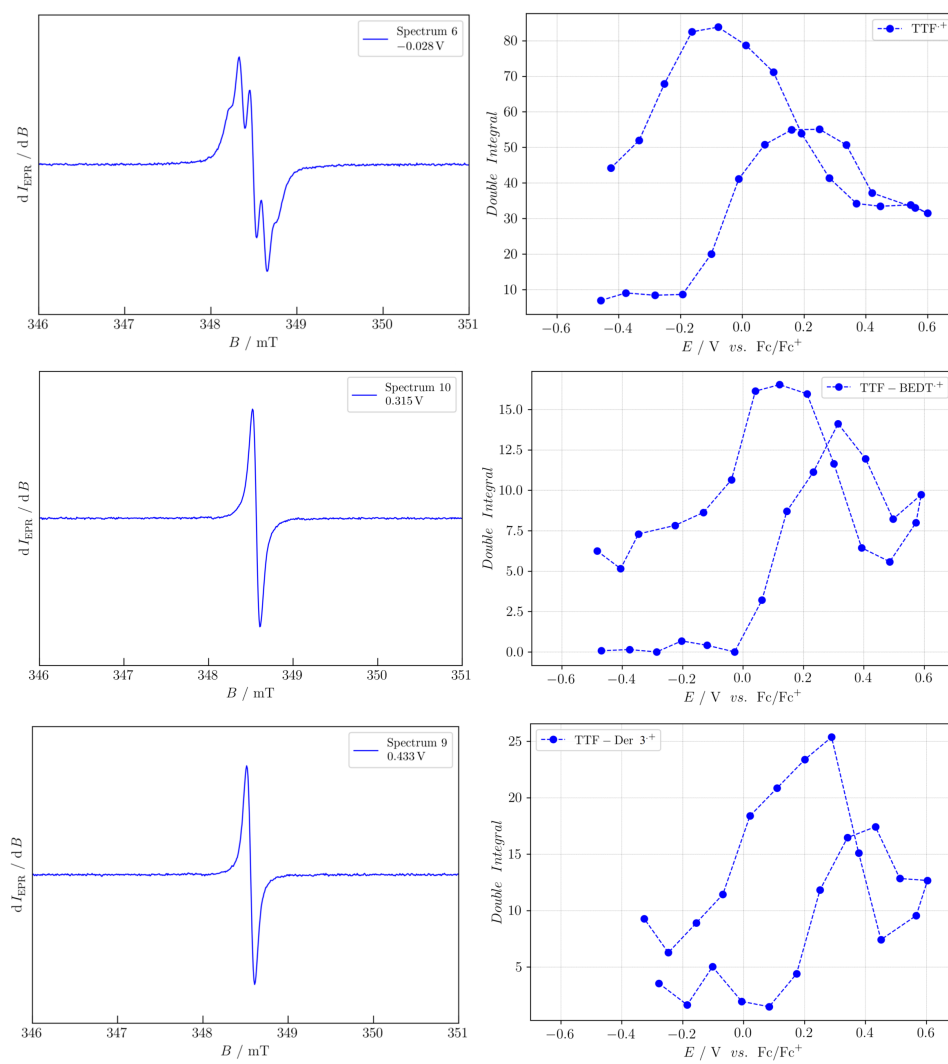 Spectrum 6
−0.028 V
d I_EPR / dB
346 347 348 349 350 351
B / mT
TTF·+
Double Integral
80
70
60
50
40
30
20
10
−0.6 −0.4 −0.2 0.0 0.2 0.4 0.6
E / V vs. Fc/Fc+
Spectrum 10
0.315 V
d I_EPR / dB
346 347 348 349 350 351
B / mT
TTF − BEDT·+
Double Integral
15.0
12.5
10.0
7.5
5.0
2.5
0.0
−0.6 −0.4 −0.2 0.0 0.2 0.4 0.6
E / V vs. Fc/Fc+
Spectrum 9
0.433 V
d I_EPR / dB
346 347 348 349 350 351
B / mT
TTF − Der 3·+
Double Integral
25
20
15
10
5
−0.6 −0.4 −0.2 0.0 0.2 0.4 0.6
E / V vs. Fc/Fc+